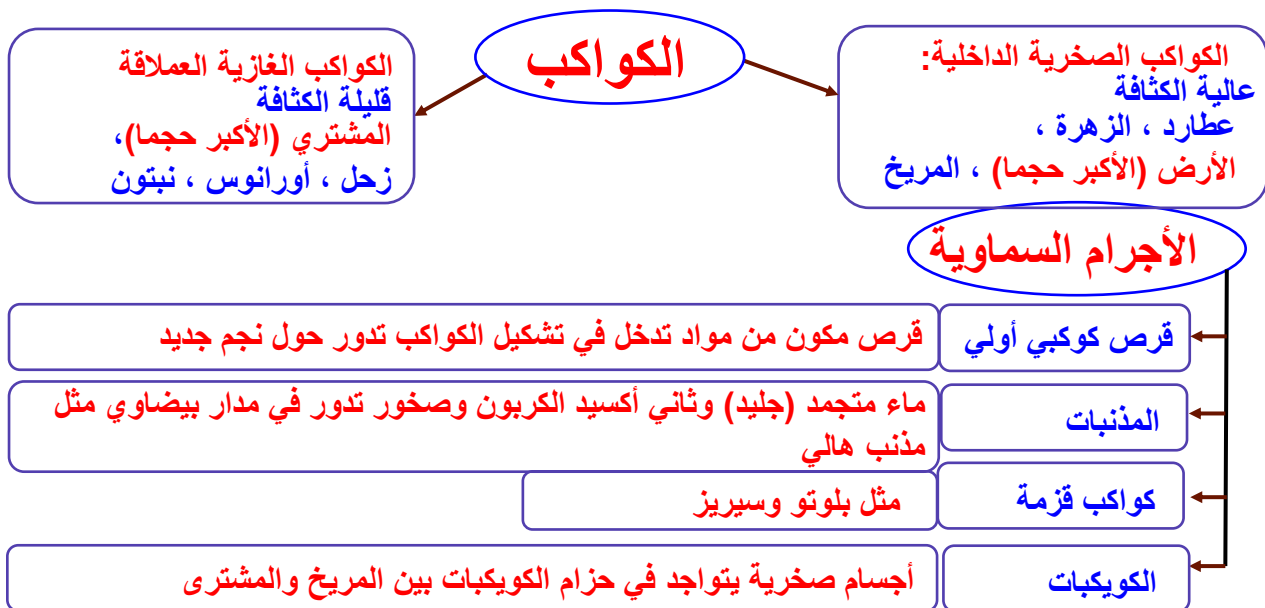 الكواكب
الكواكب الصخرية الداخلية:
عالية الكثافة
عطارد ، الزهرة ،
الأرض (الأكبر حجما) ، المريخ
الكواكب الغازية العملاقة
قليلة الكثافة
المشتري (الأكبر حجما)،
زحل ، أورانوس ، نبتون
الأجرام السماوية
قرص كوكبي أولي
قرص مكون من مواد تدخل في تشكيل الكواكب تدور حول نجم جديد
المذنبات
ماء متجمد (جليد) وثاني أكسيد الكربون وصخور تدور في مدار بيضاوي مثل
مذنب هالي
كواكب قزمة
مثل بلوتو وسيريز
الكويكبات
أجسام صخرية يتواجد في حزام الكويكبات بين المريخ والمشترى